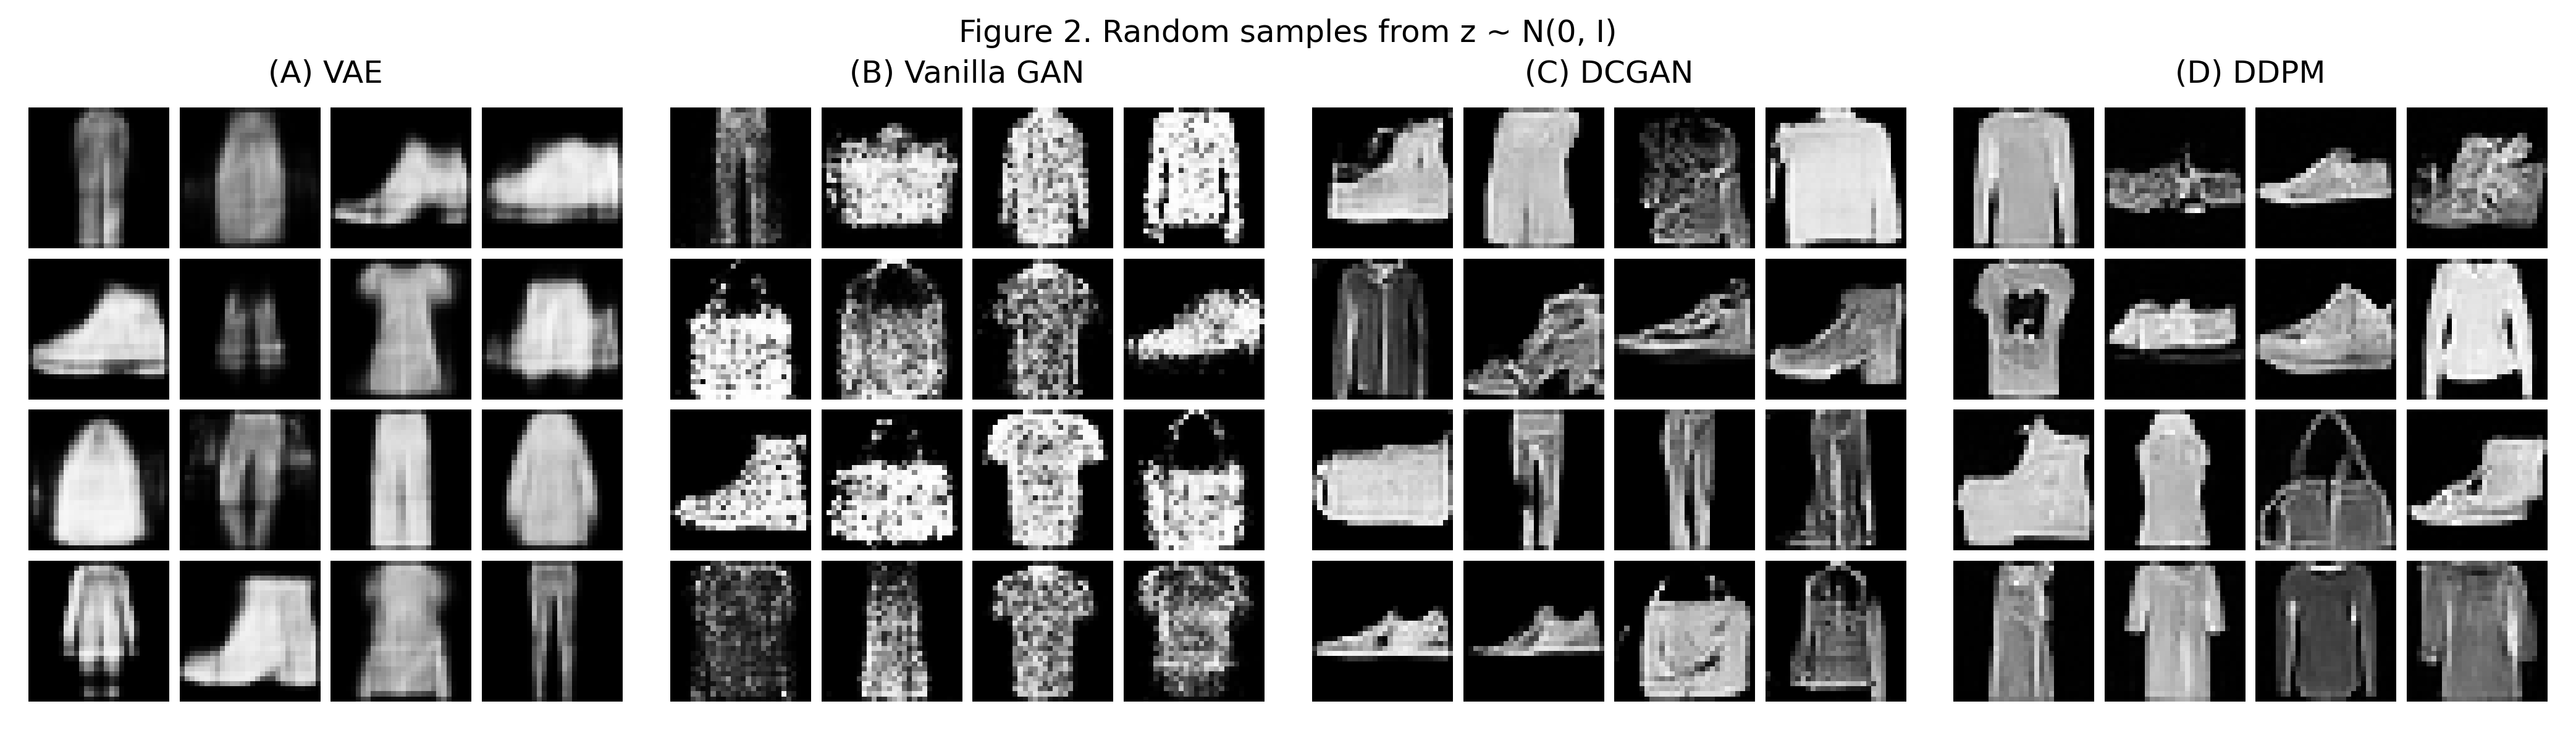 Figure 2. Random samples from z ~ N(0, I)
(A) VAE
(B) Vanilla GAN
(C) DCGAN
(D) DDPM